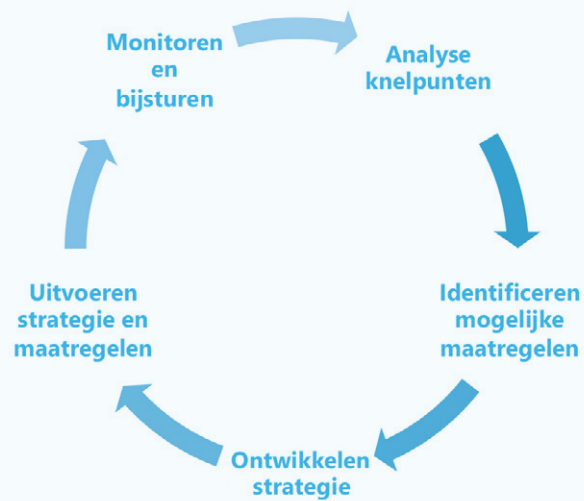 Monitoren
en
bijsturen
Analyse
knelpunten
Identificeren
mogelijke
maatregelen
Ontwikkelen
strategie
Uitvoeren
strategie en
maatregelen